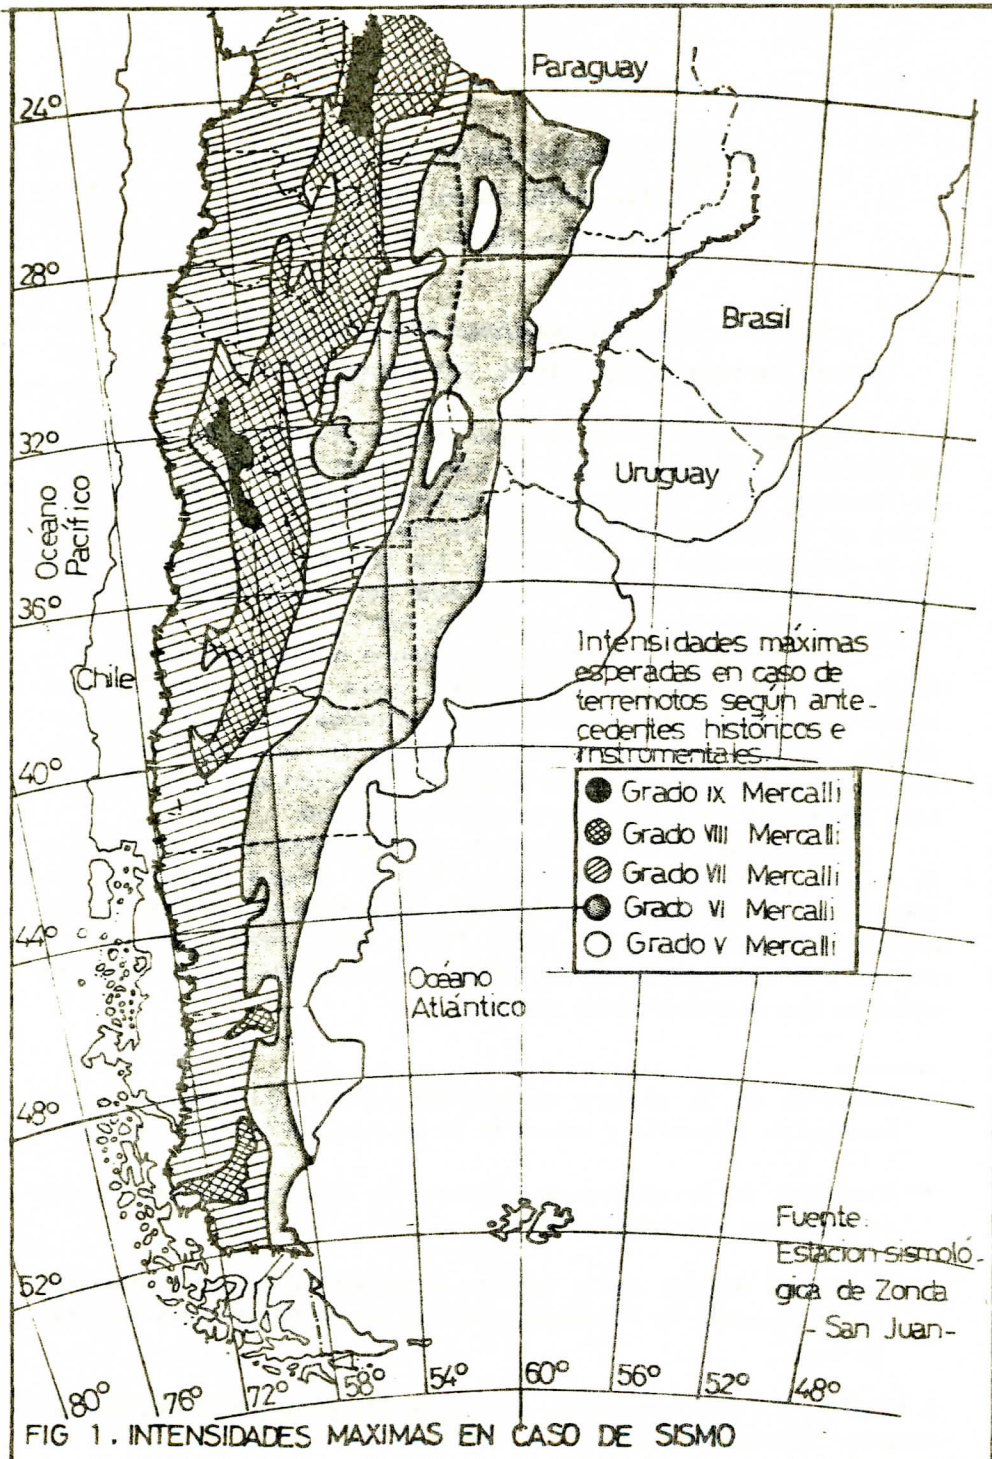 Paraguay
24°
28°
Brasil
32°
Uruguay
Océano
Pacífico
36°
Intensidades máximas
esperadas en caso de
terremotos según ante-
cedentes históricos e
instrumentales.
Chile
40°
Grado IX Mercalli
Grado VIII Mercalli
Grado VII Mercalli
Grado VI Mercalli
Grado V Mercalli
44°
Océano
Atlántico
48°
Fuente:
Estacion sismoló-
gica de Zonda
- San Juan -
52°
80° 76° 72° 58° 54° 60° 56° 52° 48°
FIG 1. INTENSIDADES MAXIMAS EN CASO DE SISMO